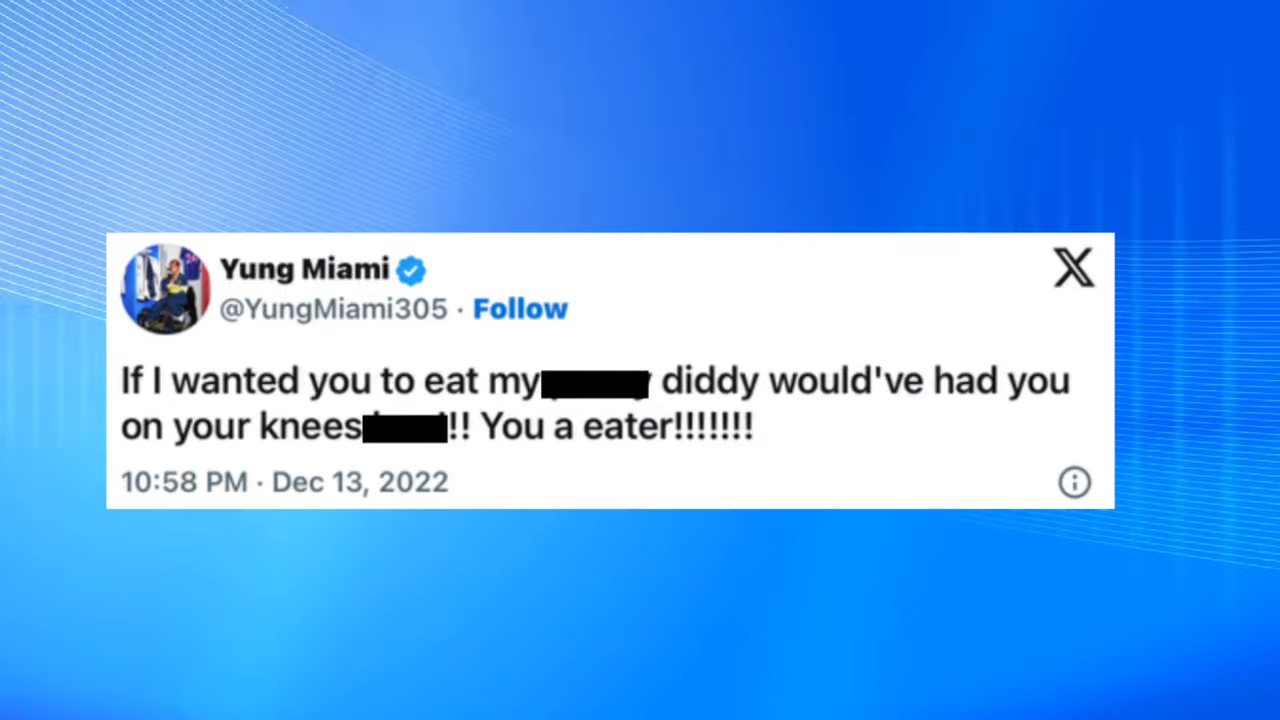 Yung Miami
@YungMiami305 · Follow
If I wanted you to eat my diddy would've had you
on your knees !! You a eater!!!!!!!
10:58 PM · Dec 13, 2022